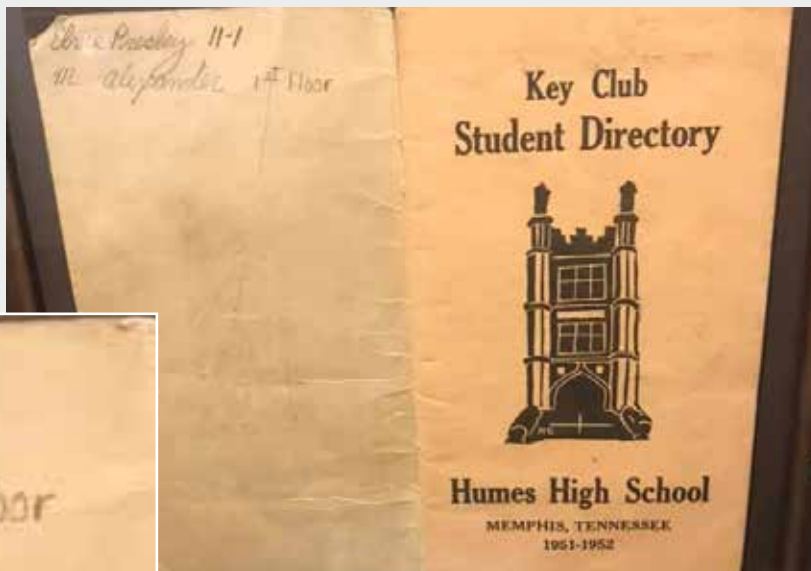 Elvis Presley 11-1
M Alexander 1ST Floor
Key Club
Student Directory
Humes High School
MEMPHIS, TENNESSEE
1951-1952
oor